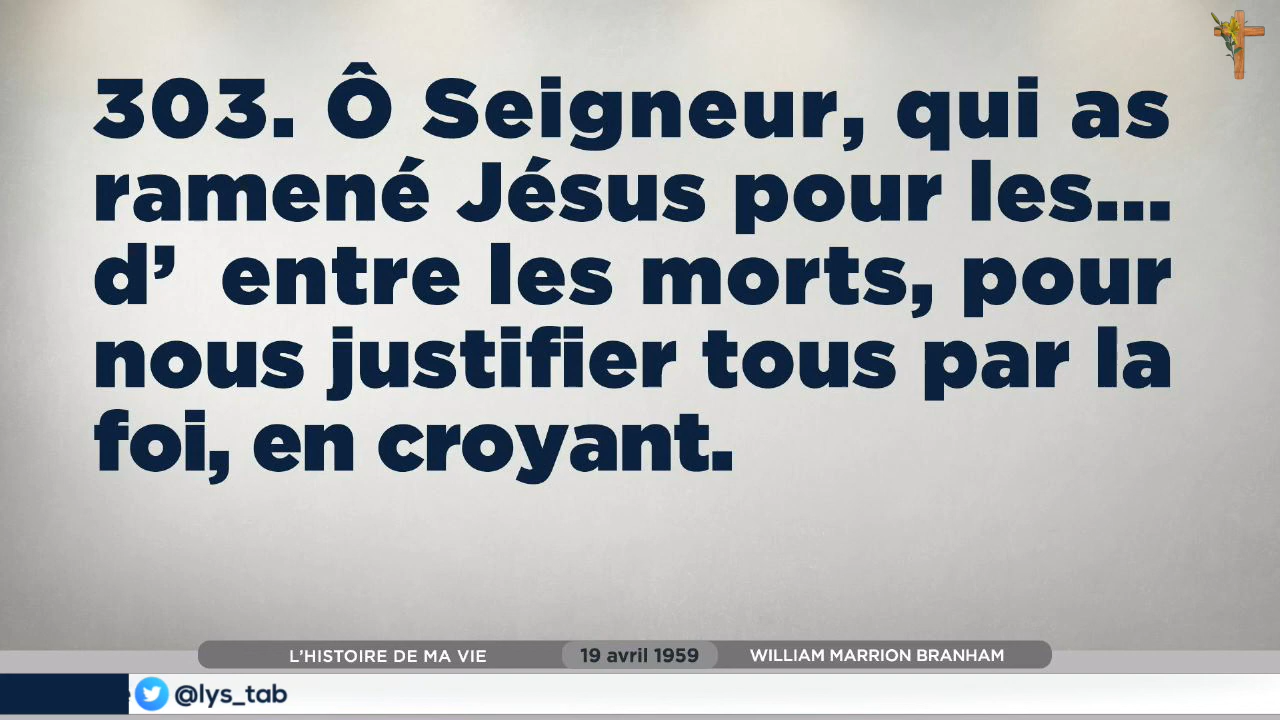 303. Ô Seigneur, qui as
ramené Jésus pour les...
d’ entre les morts, pour
nous justifier tous par la
foi, en croyant.
L’HISTOIRE DE MA VIE
19 avril 1959
WILLIAM MARRION BRANHAM
@lys_tab